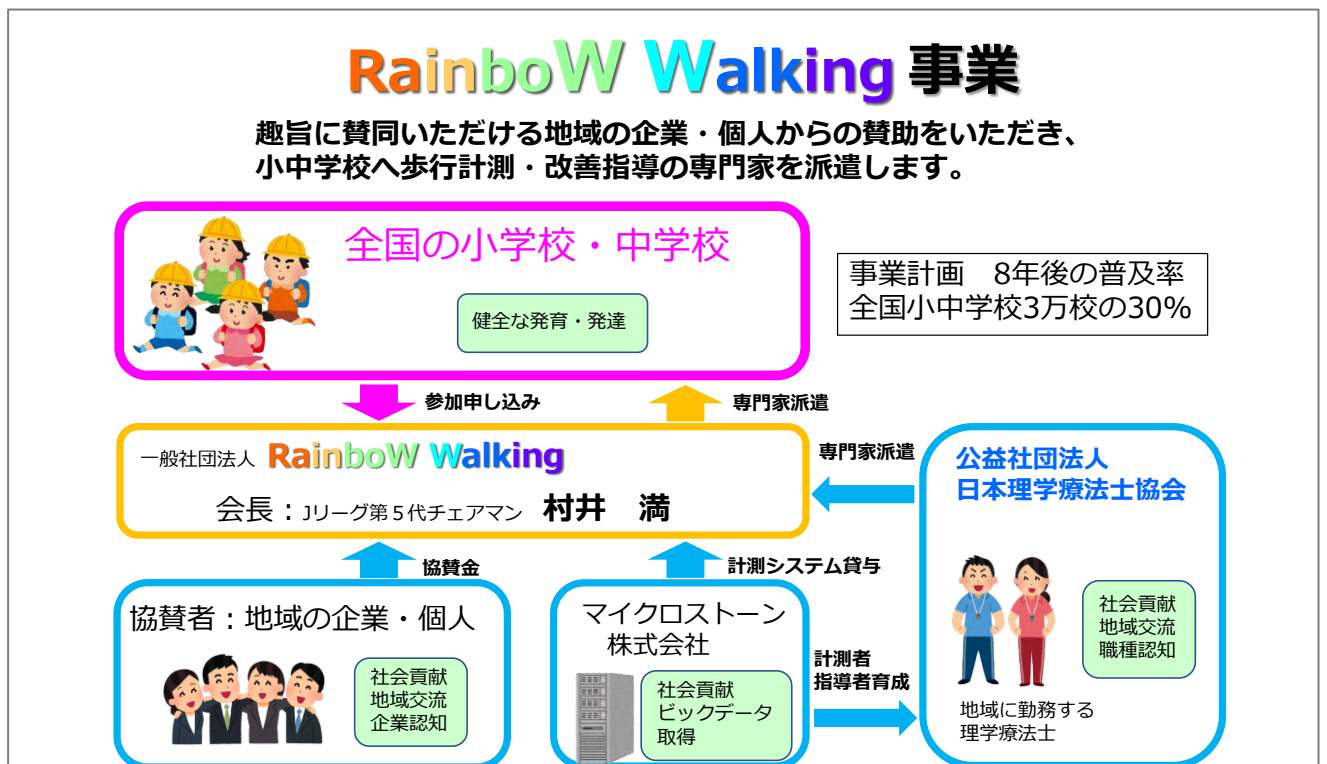 RainboW Walking 事業
趣旨に賛同いただける地域の企業・個人からの賛助をいただき、
小中学校へ歩行計測・改善指導の専門家を派遣します。
全国の小学校・中学校
健全な発育・発達
事業計画　8年後の普及率
全国小中学校3万校の30%
参加申し込み
専門家派遣
一般社団法人 RainboW Walking
会長：Jリーグ第５代チェアマン 村井　満
専門家派遣
公益社団法人
日本理学療法士協会
社会貢献
地域交流
職種認知
地域に勤務する
理学療法士
協賛金
計測システム貸与
協賛者：地域の企業・個人
社会貢献
地域交流
企業認知
マイクロストーン
株式会社
社会貢献
ビックデータ
取得
計測者
指導者育成